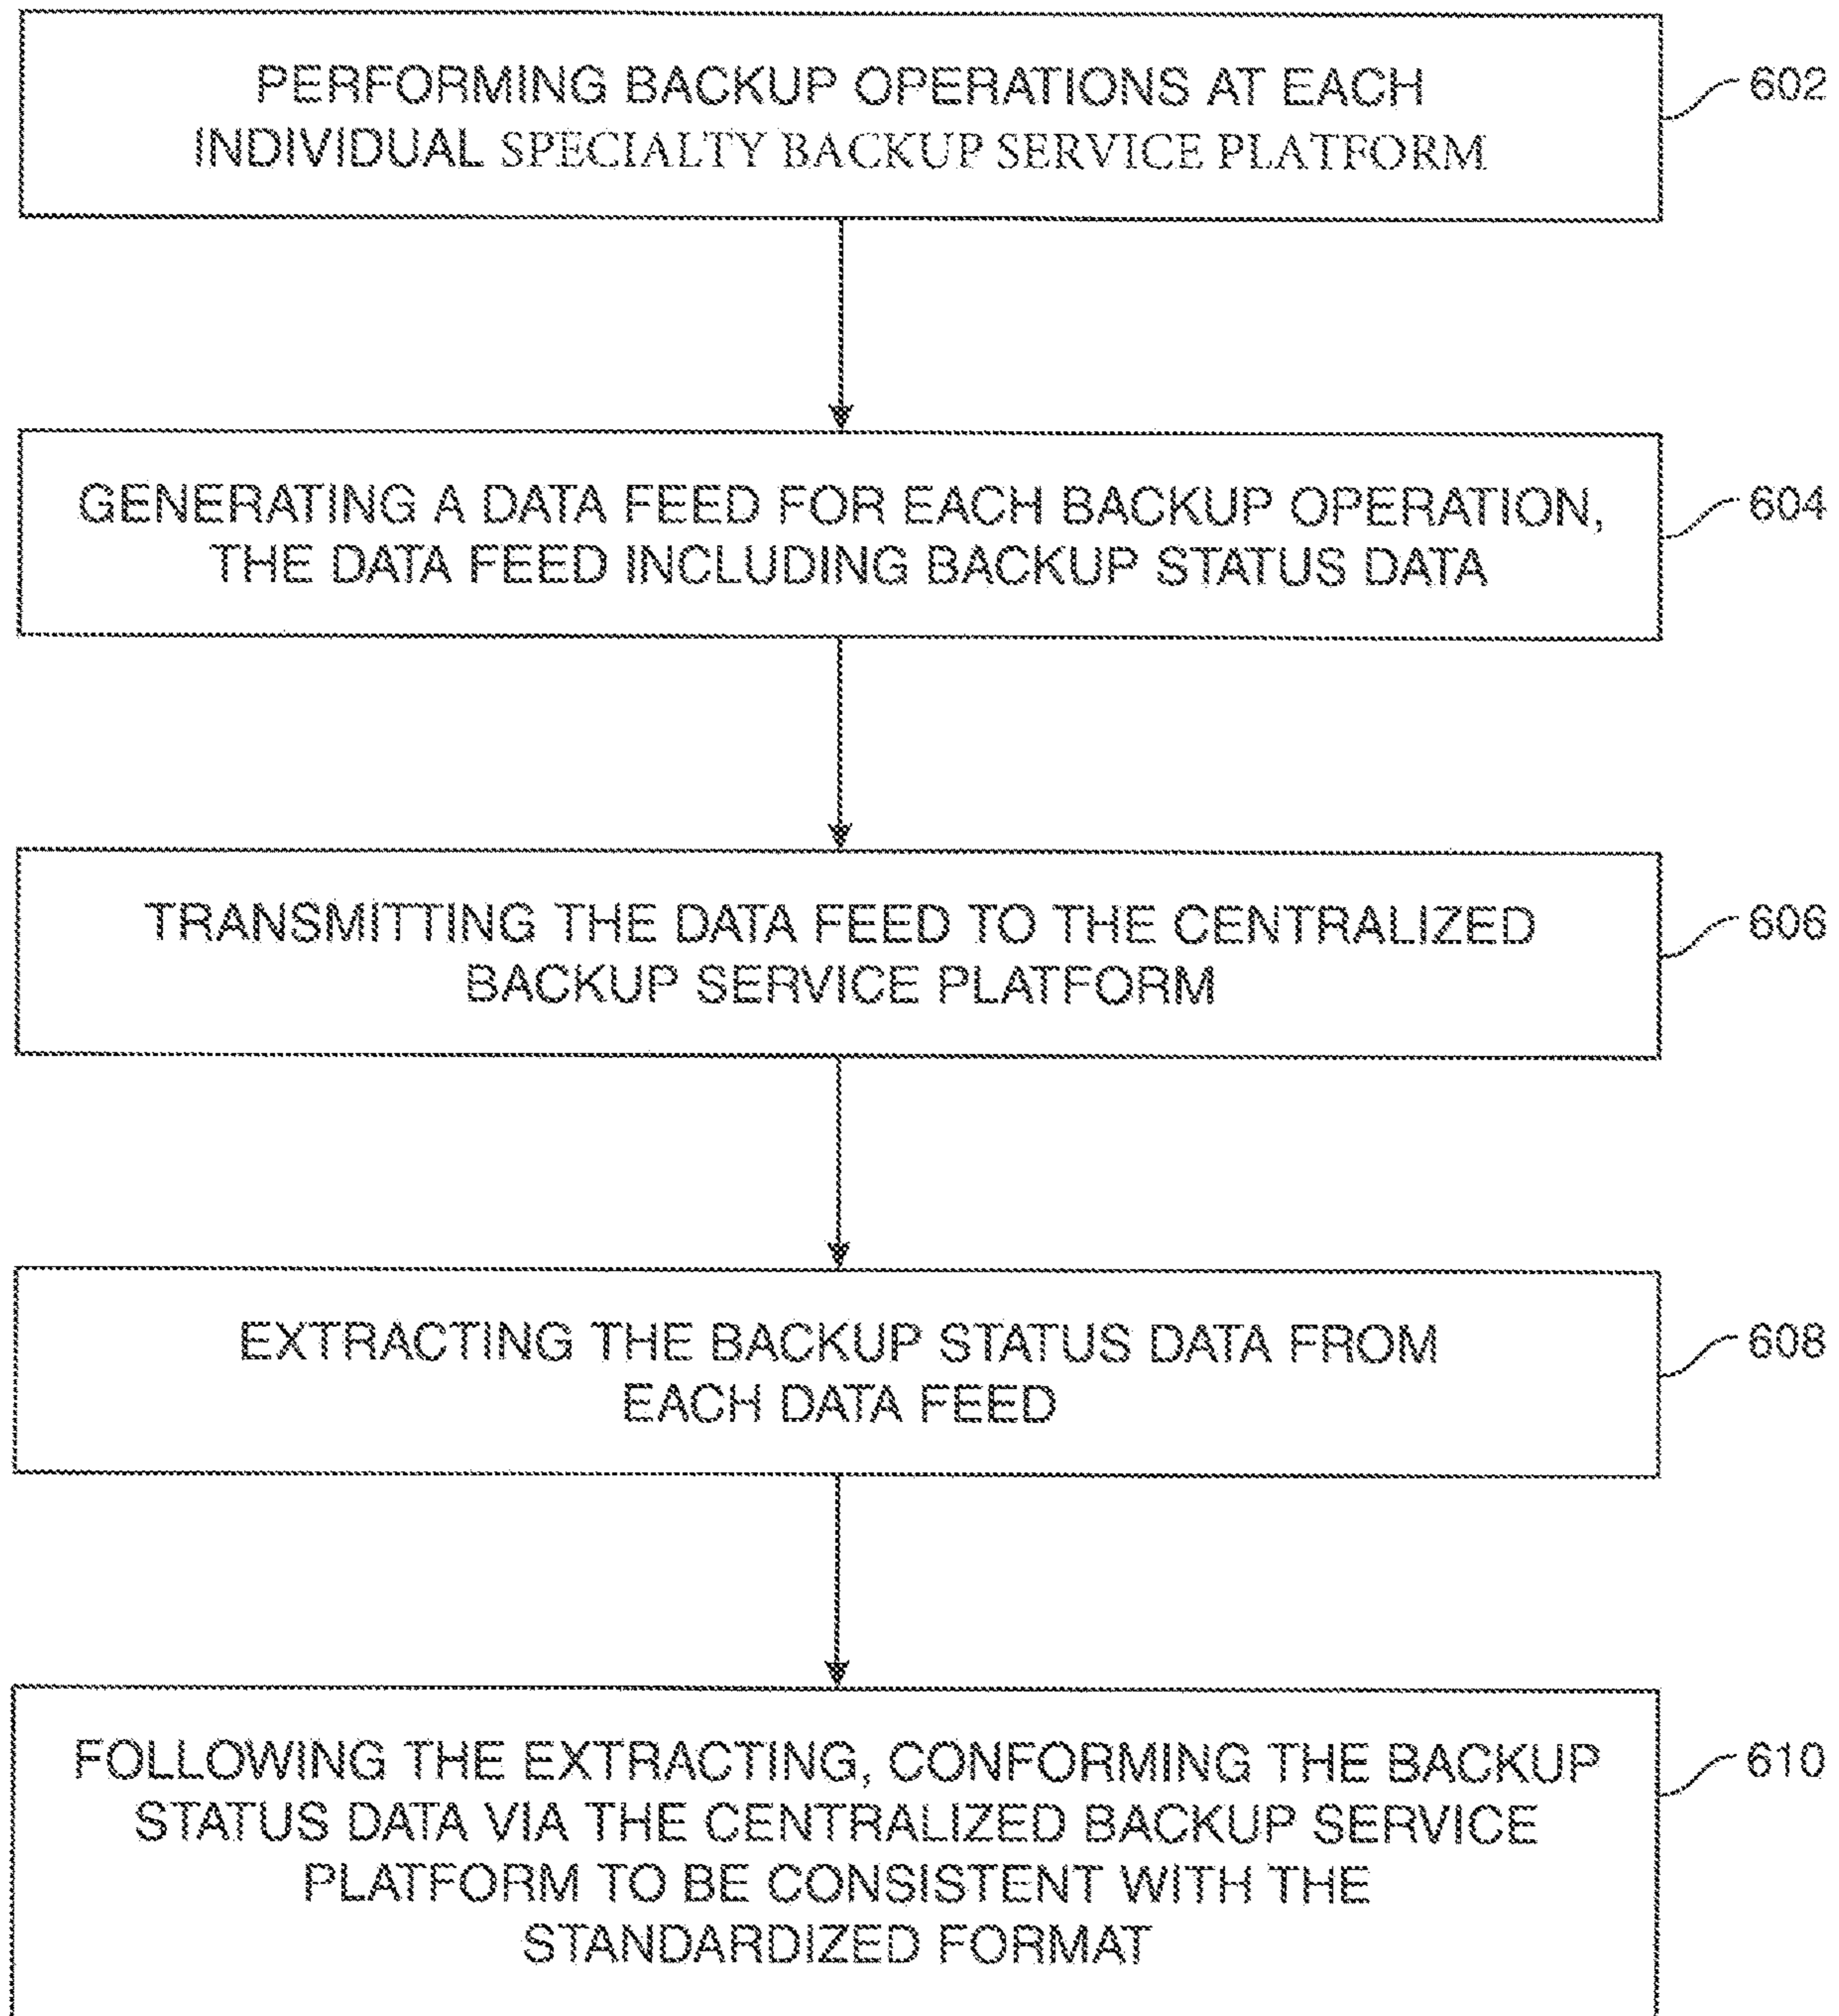 PERFORMING BACKUP OPERATIONS AT EACH
INDIVIDUAL SPECIALTY BACKUP SERVICE PLATFORM
602
GENERATING A DATA FEED FOR EACH BACKUP OPERATION,
THE DATA FEED INCLUDING BACKUP STATUS DATA
604
TRANSMITTING THE DATA FEED TO THE CENTRALIZED
BACKUP SERVICE PLATFORM
606
EXTRACTING THE BACKUP STATUS DATA FROM
EACH DATA FEED
608
FOLLOWING THE EXTRACTING, CONFORMING THE BACKUP
STATUS DATA VIA THE CENTRALIZED BACKUP SERVICE
PLATFORM TO BE CONSISTENT WITH THE
STANDARDIZED FORMAT
610